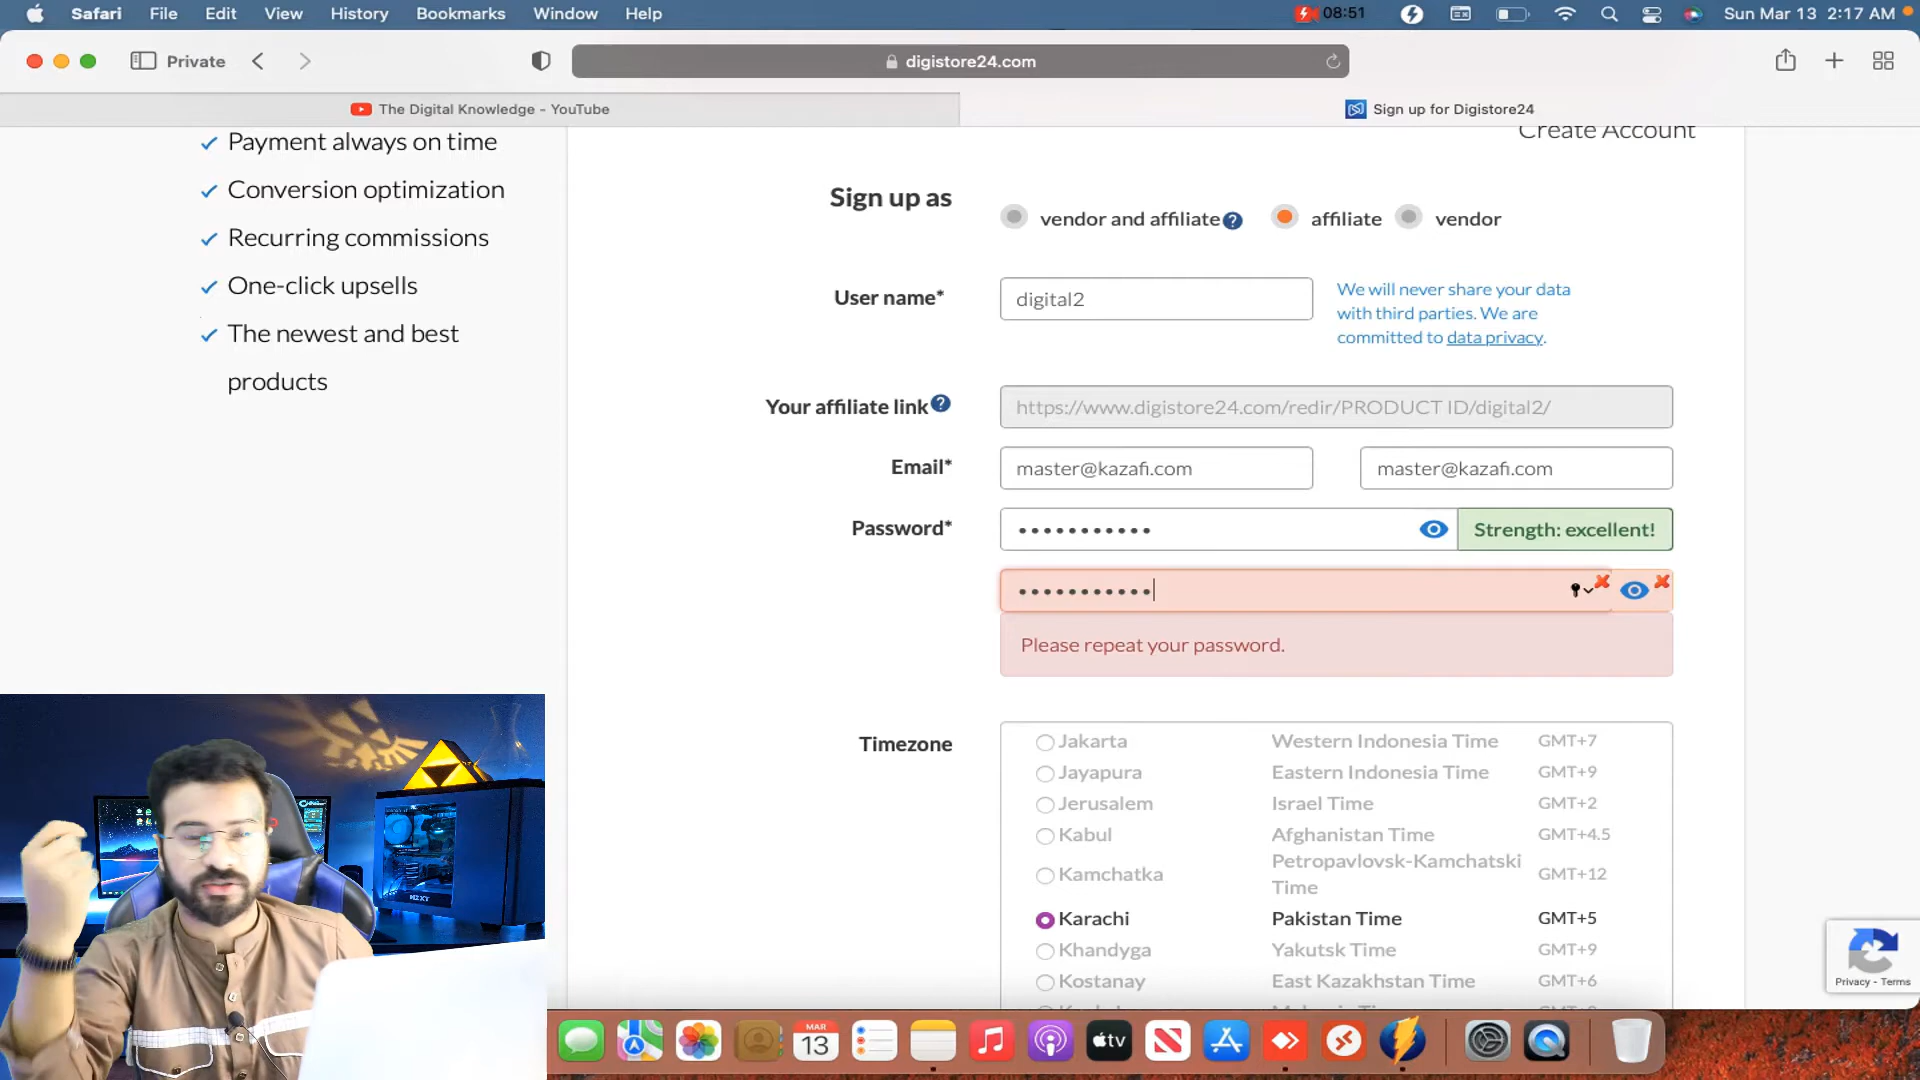 Safari File Edit View History Bookmarks Window Help 08:51 Sun Mar 13 2:17 AM
Private digistore24.com
The Digital Knowledge - YouTube Sign up for Digistore24
Payment always on time
Conversion optimization
Recurring commissions
One-click upsells
The newest and best
products
Create Account
Sign up as vendor and affiliate ? affiliate vendor
User name* digital2
We will never share your data
with third parties. We are
committed to data privacy.
Your affiliate link ? https://www.digistore24.com/redir/PRODUCT ID/digital2/
Email* master@kazafi.com master@kazafi.com
Password* Strength: excellent!
Please repeat your password.
Timezone
Jakarta Western Indonesia Time GMT+7
Jayapura Eastern Indonesia Time GMT+9
Jerusalem Israel Time GMT+2
Kabul Afghanistan Time GMT+4.5
Kamchatka Petropavlovsk-Kamchatski
Time GMT+12
Karachi Pakistan Time GMT+5
Khandyga Yakutsk Time GMT+9
Kostanay East Kazakhstan Time GMT+6
Privacy - Terms
NZXT
MAR
13
tv